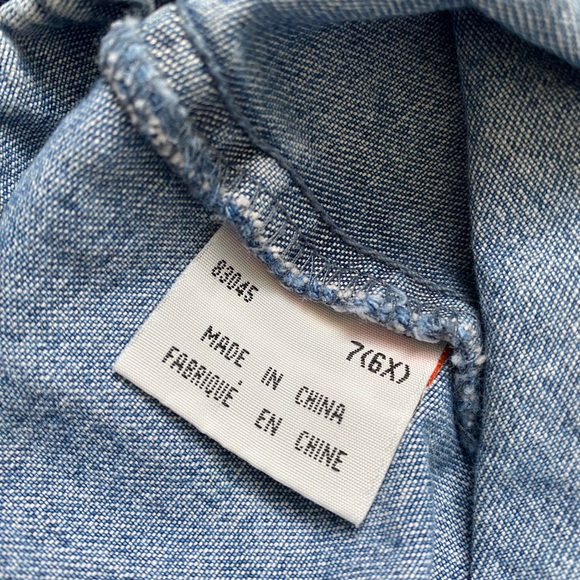 83045
7(6X)
MADE IN CHINA
FABRIQUÉ EN CHINE